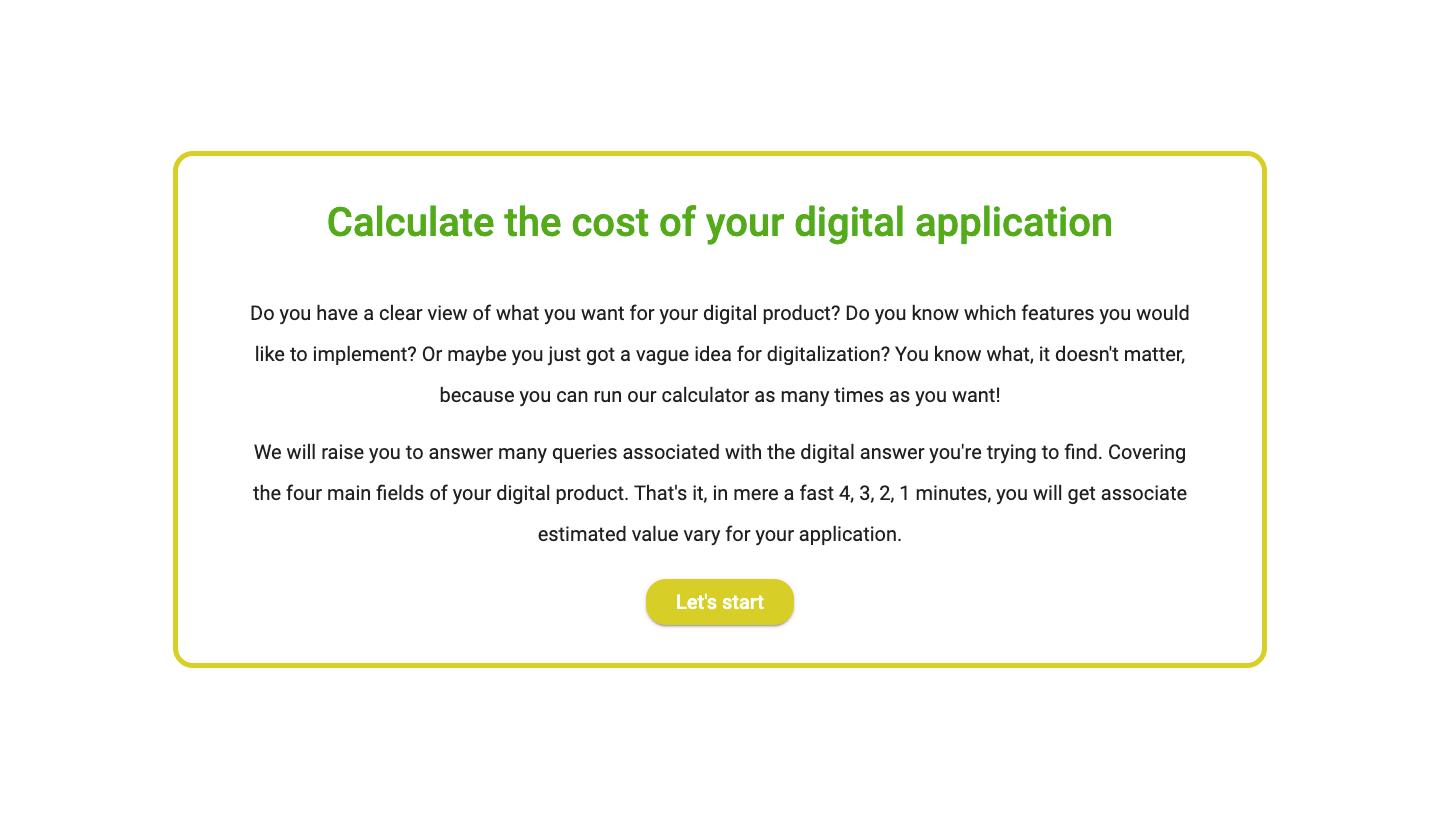 Calculate the cost of your digital application
Do you have a clear view of what you want for your digital product? Do you know which features you would
like to implement? Or maybe you just got a vague idea for digitalization? You know what, it doesn't matter,
because you can run our calculator as many times as you want!
We will raise you to answer many queries associated with the digital answer you're trying to find. Covering
the four main fields of your digital product. That's it, in mere a fast 4, 3, 2, 1 minutes, you will get associate
estimated value vary for your application.
Let's start